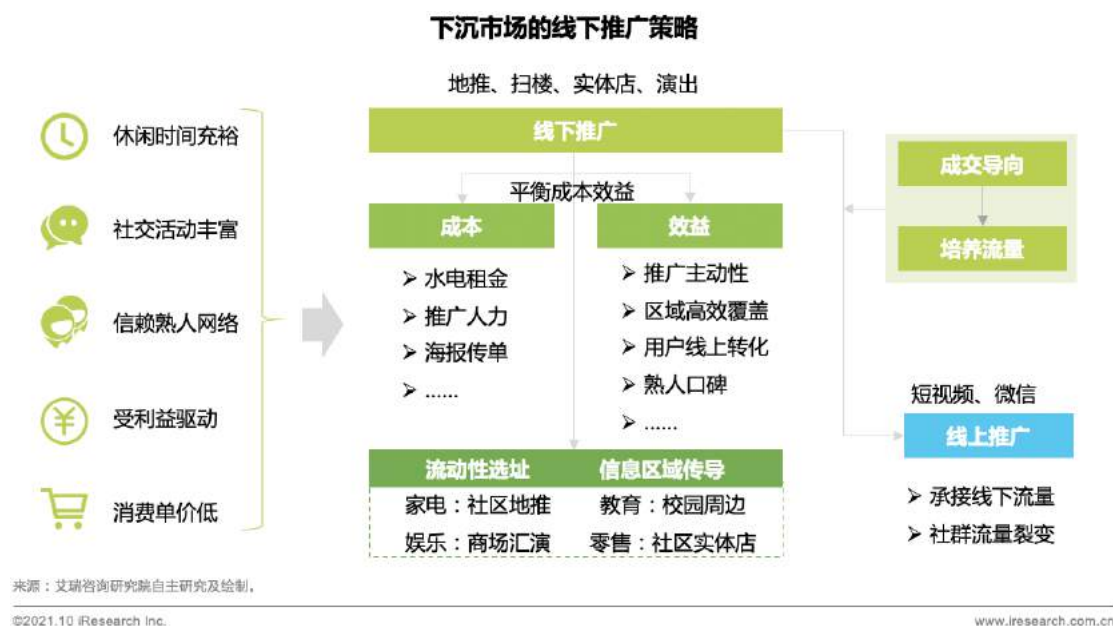 下沉市场的线下推广策略
地推、扫楼、实体店、演出
线下推广
休闲时间充裕
社交活动丰富
信赖熟人网络
受利益驱动
消费单价低
平衡成本效益
成本
➢ 水电租金
➢ 推广人力
➢ 海报传单
➢ ......
效益
➢ 推广主动性
➢ 区域高效覆盖
➢ 用户线上转化
➢ 熟人口碑
➢ ......
流动性选址 信息区域传导
家电：社区地推 教育：校园周边
娱乐：商场汇演 零售：社区实体店
成交导向
培养流量
短视频、微信
线上推广
➢ 承接线下流量
➢ 社群流量裂变
来源：艾瑞咨询研究院自主研究及绘制。
©2021.10 iResearch Inc. www.iresearch.com.cn